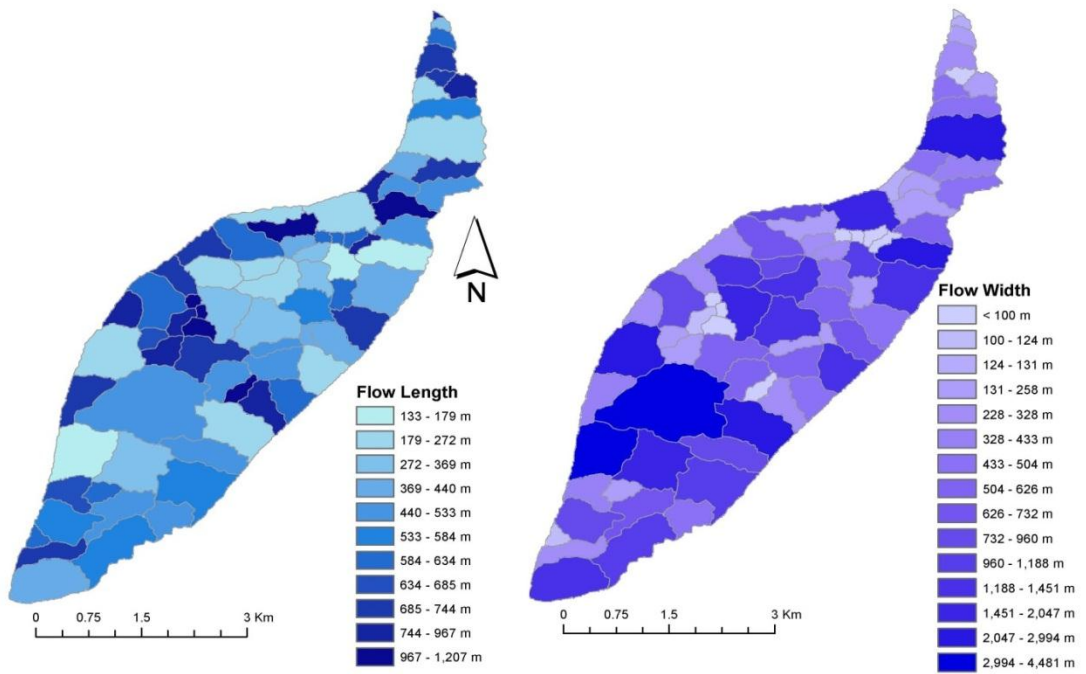 N
Flow Length
133 - 179 m
179 - 272 m
272 - 369 m
369 - 440 m
440 - 533 m
533 - 584 m
584 - 634 m
634 - 685 m
685 - 744 m
744 - 967 m
967 - 1,207 m
0 0.75 1.5 3 Km
Flow Width
< 100 m
100 - 124 m
124 - 131 m
131 - 258 m
228 - 328 m
328 - 433 m
433 - 504 m
504 - 626 m
626 - 732 m
732 - 960 m
960 - 1,188 m
1,188 - 1,451 m
1,451 - 2,047 m
2,047 - 2,994 m
2,994 - 4,481 m
0 0.75 1.5 3 Km